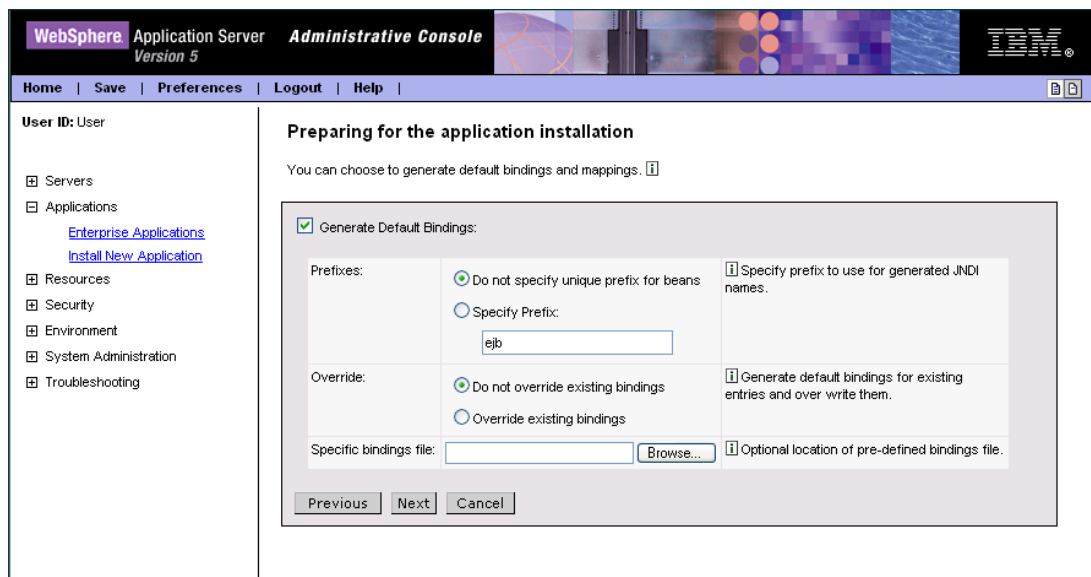 WebSphere. Application Server Administrative Console
Version 5
IBM®
Home | Save | Preferences | Logout | Help |
User ID: User
Servers
Applications
Enterprise Applications
Install New Application
Resources
Security
Environment
System Administration
Troubleshooting
Preparing for the application installation
You can choose to generate default bindings and mappings. i
Generate Default Bindings:
Prefixes:
Do not specify unique prefix for beans
Specify Prefix:
ejb
i Specify prefix to use for generated JNDI
names.
Override:
Do not override existing bindings
Override existing bindings
i Generate default bindings for existing
entries and over write them.
Specific bindings file: Browse... i Optional location of pre-defined bindings file.
Previous Next Cancel